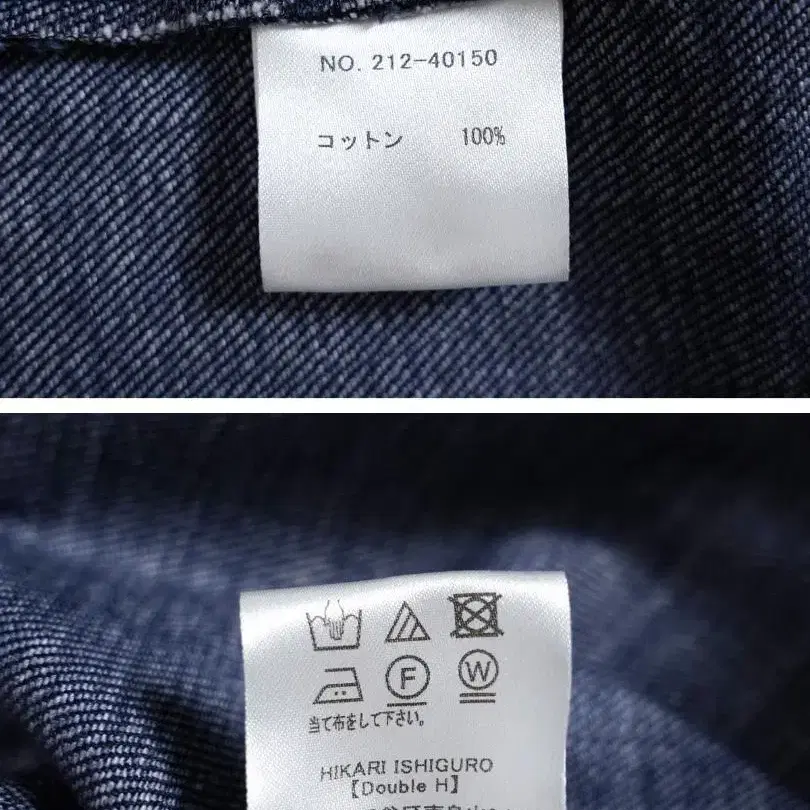 NO. 212-40150
コットン 100%
F W
当て布をして下さい。
HIKARI ISHIGURO
【Double H】